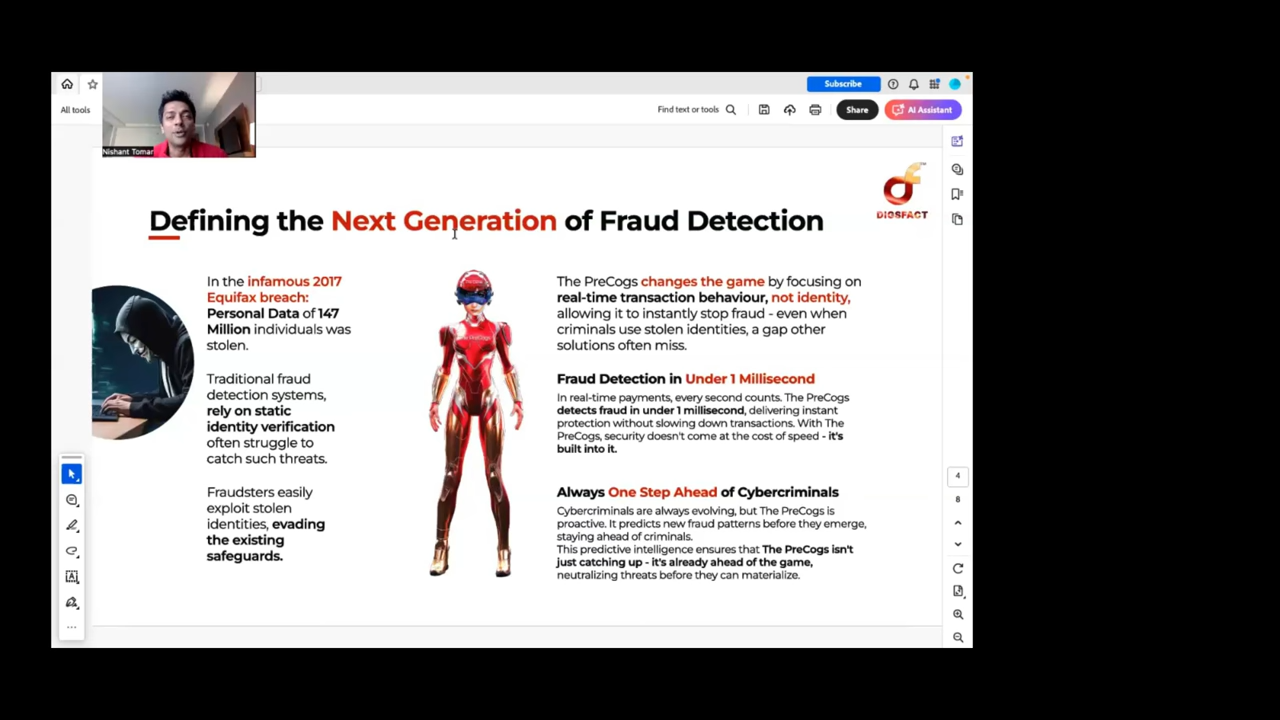 Subscribe
All tools
Find text or tools
Share
AI Assistant
Nishant Tomar
DIGSFACT
Defining the Next Generation of Fraud Detection
In the infamous 2017
Equifax breach:
Personal Data of 147
Million individuals was
stolen.
Traditional fraud
detection systems,
rely on static
identity verification
often struggle to
catch such threats.
Fraudsters easily
exploit stolen
identities, evading
the existing
safeguards.
The PreCogs changes the game by focusing on
real-time transaction behaviour, not identity,
allowing it to instantly stop fraud - even when
criminals use stolen identities, a gap other
solutions often miss.
Fraud Detection in Under 1 Millisecond
In real-time payments, every second counts. The PreCogs
detects fraud in under 1 millisecond, delivering instant
protection without slowing down transactions. With The
PreCogs, security doesn't come at the cost of speed - it's
built into it.
Always One Step Ahead of Cybercriminals
Cybercriminals are always evolving, but The PreCogs is
proactive. It predicts new fraud patterns before they emerge,
staying ahead of criminals.
This predictive intelligence ensures that The PreCogs isn't
just catching up - it's already ahead of the game,
neutralizing threats before they can materialize.
4
8